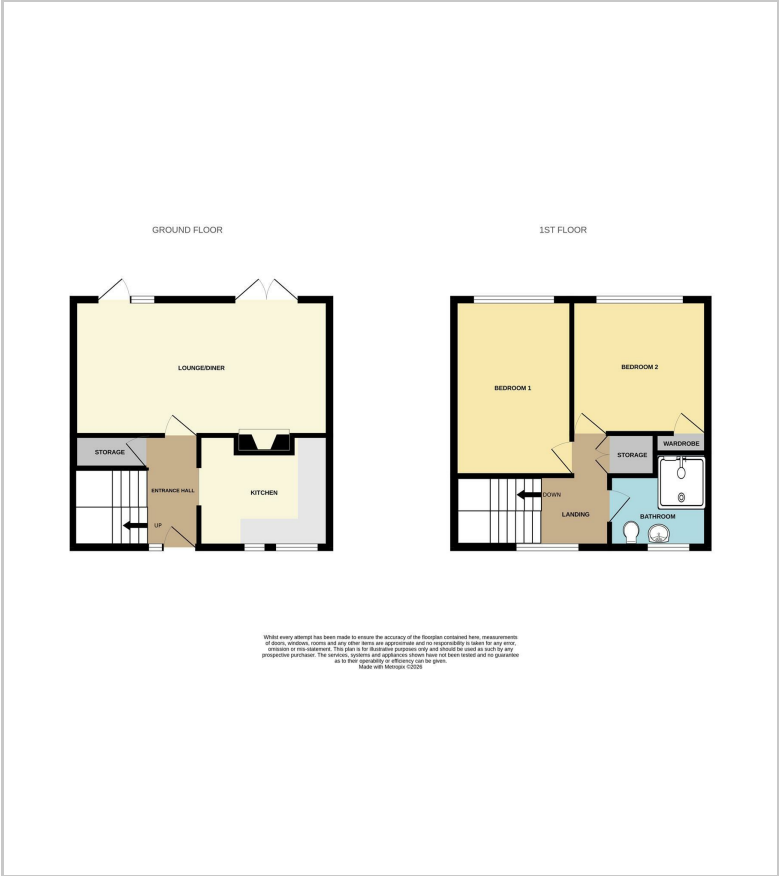 GROUND FLOOR
LOUNGE/DINER
STORAGE
ENTRANCE HALL
KITCHEN
UP
1ST FLOOR
BEDROOM 1
BEDROOM 2
STORAGE
WARDROBE
DOWN
LANDING
BATHROOM
Whilst every attempt has been made to ensure the accuracy of the floorplan contained here, measurements
of doors, windows, rooms and any other items are approximate and no responsibility is taken for any error,
omission or mis-statement. This plan is for illustrative purposes only and should be used as such by any
prospective purchaser. The services, systems and appliances shown have not been tested and no guarantee
as to their operability or efficiency can be given.
Made with Metropix ©2026